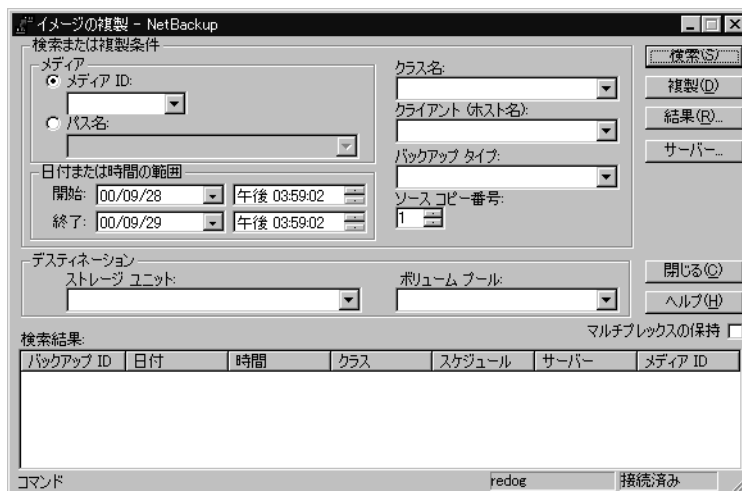 イメージの複製 - NetBackup
検索または複製条件
メディア
メディア ID:
パス名:
日付または時間の範囲
開始: 00/09/28 午後 03:59:02
終了: 00/09/29 午後 03:59:02
クラス名:
クライアント (ホスト名):
バックアップ タイプ:
ソース コピー番号:
1
検索(S)
複製(D)
結果(R)...
サーバー...
デスティネーション
ストレージ ユニット:
ボリューム プール:
閉じる(C)
ヘルプ(H)
マルチプレックスの保持
検索結果:
バックアップ ID 日付 時間 クラス スケジュール サーバー メディア ID
コマンド redog 接続済み